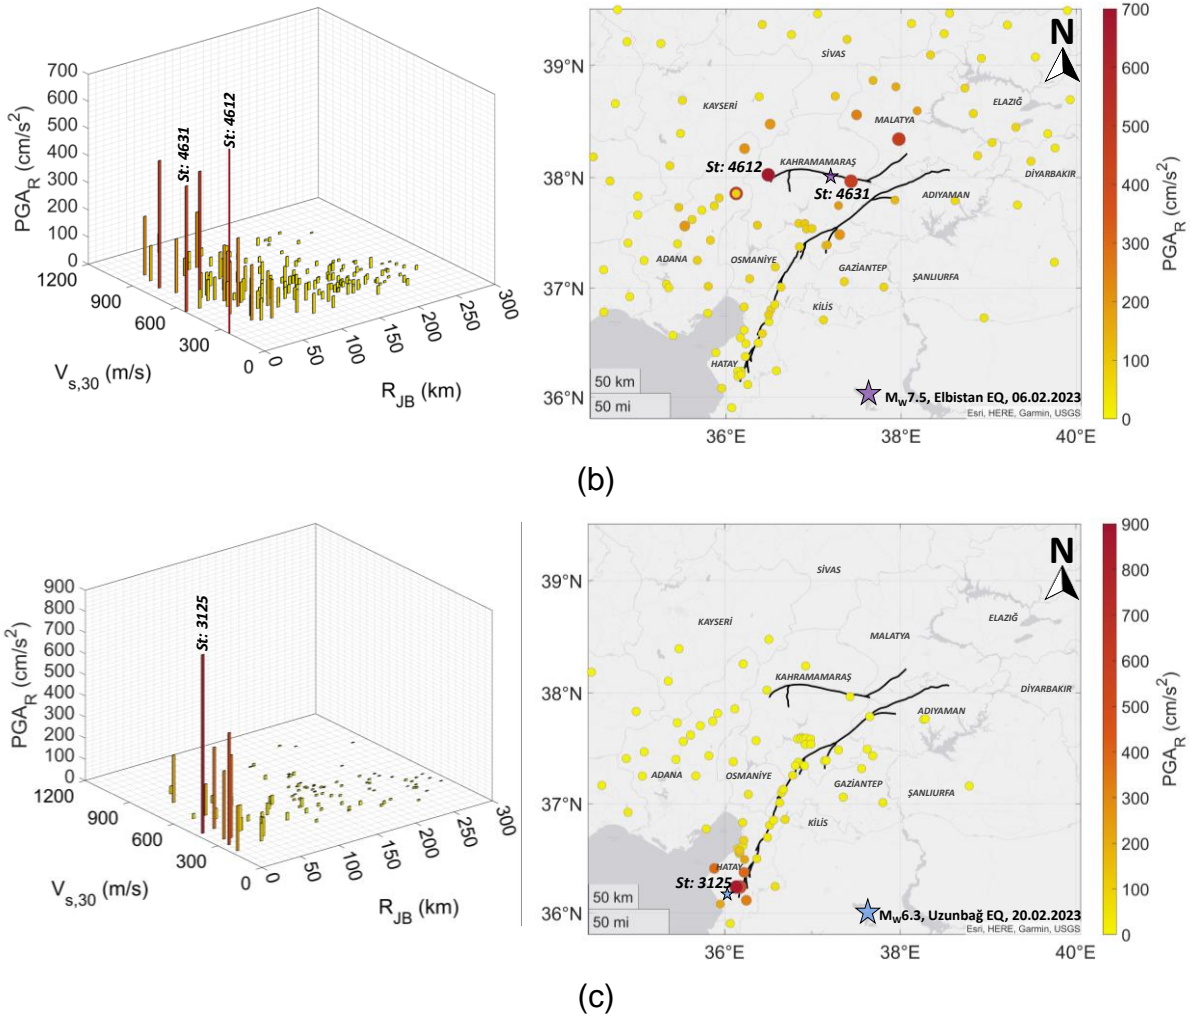 700
600
500
400
300
200
100
0
PGA_R (cm/s²)
St: 4631
St: 4612
1200
900
600
300
0
V_s,30 (m/s)
0
50
100
150
200
250
300
R_JB (km)
39°N
38°N
37°N
36°N
36°E
38°E
40°E
SİVAS
KAYSERİ
ELAZIĞ
MALATYA
KAHRAMAMARAŞ
DİYARBAKIR
ADIYAMAN
ADANA
OSMANİYE
GAZİANTEP
ŞANLIURFA
KİLİS
HATAY
St: 4612
St: 4631
N
50 km
50 mi
M_W7.5, Elbistan EQ, 06.02.2023
Esri, HERE, Garmin, USGS
700
600
500
400
300
200
100
0
PGA_R (cm/s²)
(b)
900
800
700
600
500
400
300
200
100
0
PGA_R (cm/s²)
St: 3125
1200
900
600
300
0
V_s,30 (m/s)
0
50
100
150
200
250
300
R_JB (km)
39°N
38°N
37°N
36°N
36°E
38°E
40°E
SİVAS
KAYSERİ
ELAZIĞ
MALATYA
KAHRAMAMARAŞ
DİYARBAKIR
ADIYAMAN
ADANA
OSMANİYE
GAZİANTEP
ŞANLIURFA
KİLİS
HATAY
St: 3125
N
50 km
50 mi
M_W6.3, Uzunbağ EQ, 20.02.2023
Esri, HERE, Garmin, USGS
900
800
700
600
500
400
300
200
100
0
PGA_R (cm/s²)
(c)